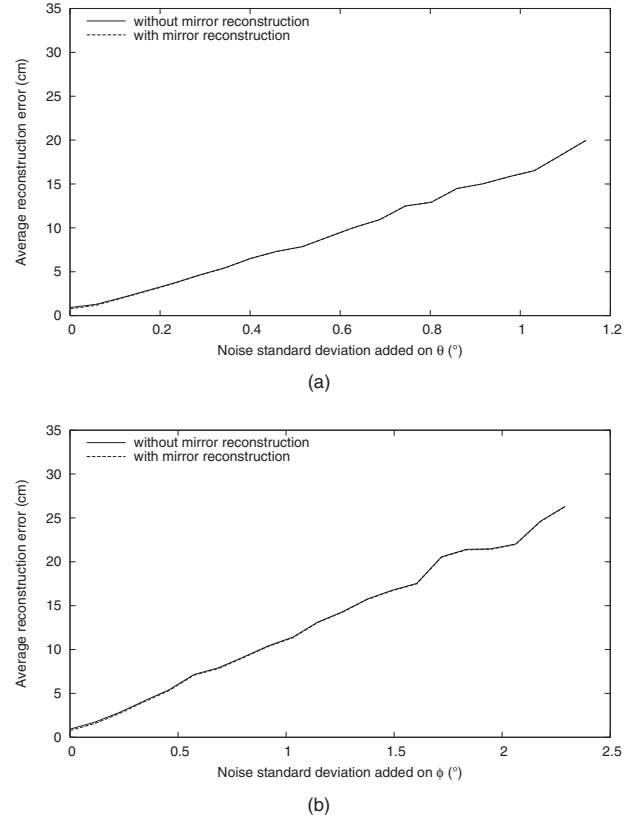 35
30
25
20
15
10
5
0
Average reconstruction error (cm)
without mirror reconstruction
with mirror reconstruction
0 0.2 0.4 0.6 0.8 1 1.2
Noise standard deviation added on θ (°)
(a)
35
30
25
20
15
10
5
0
Average reconstruction error (cm)
without mirror reconstruction
with mirror reconstruction
0 0.5 1 1.5 2 2.5
Noise standard deviation added on ϕ (°)
(b)